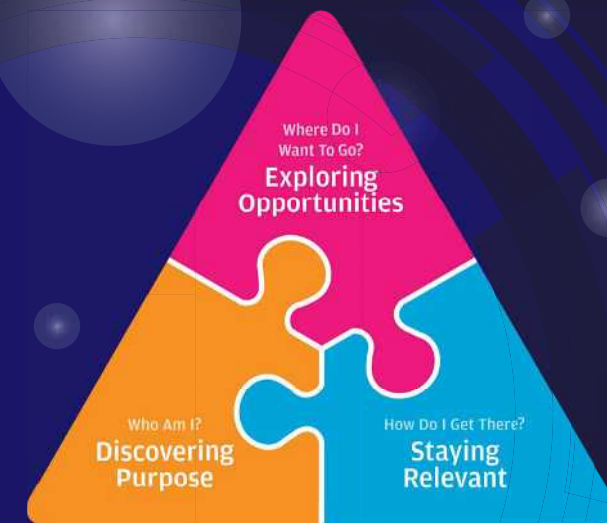 Where Do I
Want To Go?
Exploring
Opportunities
Who Am I?
Discovering
Purpose
How Do I Get There?
Staying
Relevant